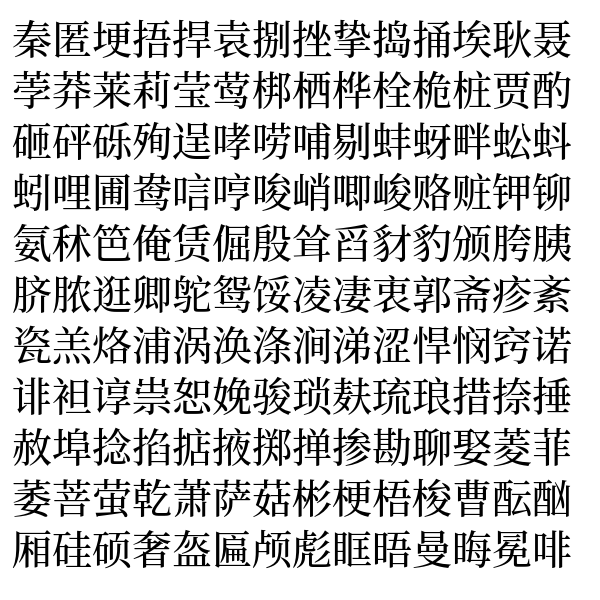 秦匿埂捂捍袁捌挫挚捣捅埃耿聂
荸莽莱莉莹莺梆栖桦栓桅桩贾酌
砸砰砾殉逞哮唠哺剔蚌蚜畔蚣蚪
蚓哩圃鸯唁哼唆峭唧峻赂赃钾铆
氨秫笆俺赁倔殷耸舀豺豹颁胯胰
脐脓逛卿鸵鸳馁凌凄衷郭斋疹紊
瓷羔烙浦涡涣涤涧涕涩悍悯窍诺
诽袒谆祟恕娩骏琐麸琉琅措捺捶
赦埠捻掐掂掖掷掸掺勘聊娶菱菲
萎菩萤乾萧萨菇彬梗梧梭曹酝酗
厢硅硕奢盔匾颅彪眶晤曼晦冕啡